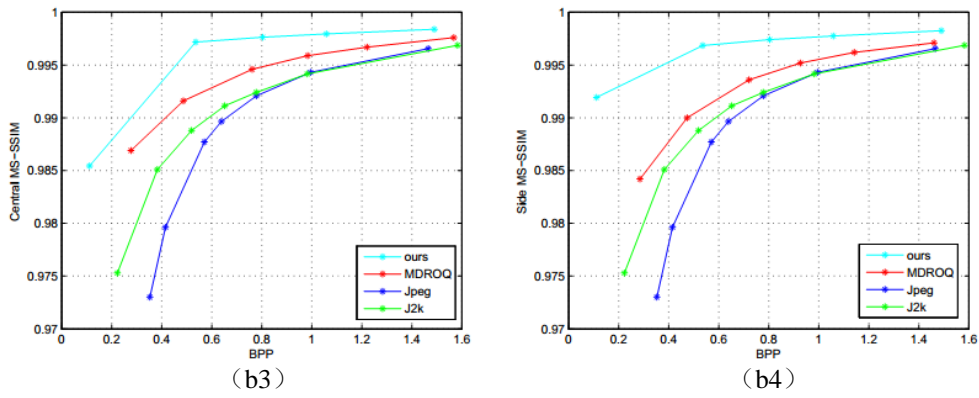 1
0.995
0.99
0.985
0.98
0.975
0.97
Central MS-SSIM
0 0.2 0.4 0.6 0.8 1 1.2 1.4 1.6
BPP
ours
MDROQ
Jpeg
J2k
（b3）
1
0.995
0.99
0.985
0.98
0.975
0.97
Side MS-SSIM
0 0.2 0.4 0.6 0.8 1 1.2 1.4 1.6
BPP
ours
MDROQ
Jpeg
J2k
（b4）